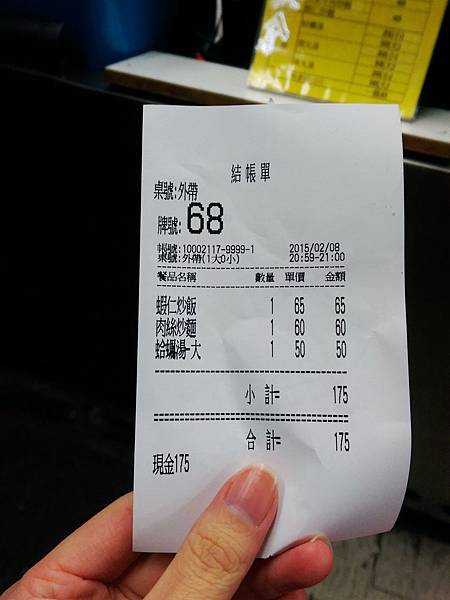 結帳單
桌號:外帶
牌號:68
帳號:10002117-9999-1 2015/02/08
桌號:外帶(1大0小) 20:59-21:00
餐品名稱 數量 單價 金額
蝦仁炒飯 1 65 65
肉絲炒麵 1 60 60
蛤蠣湯-大 1 50 50
小 計= 175
合 計= 175
現金175